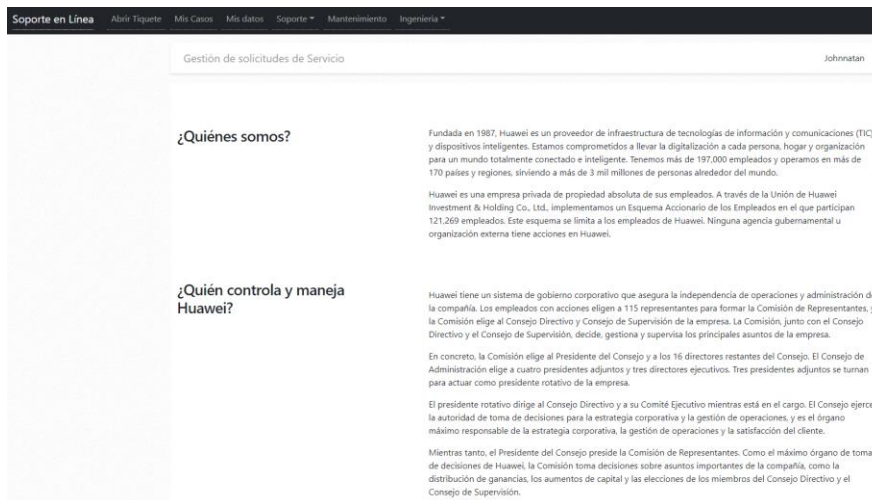 Soporte en Línea Abrir Tiquete Mis Casos Mis datos Soporte Mantenimiento Ingeniería
Gestión de solicitudes de Servicio Johnnatan
¿Quiénes somos?
Fundada en 1987, Huawei es un proveedor de infraestructura de tecnologías de información y comunicaciones (TIC)
y dispositivos inteligentes. Estamos comprometidos a llevar la digitalización a cada persona, hogar y organización
para un mundo totalmente conectado e inteligente. Tenemos más de 197,000 empleados y operamos en más de
170 países y regiones, sirviendo a más de 3 mil millones de personas alrededor del mundo.
Huawei es una empresa privada de propiedad absoluta de sus empleados. A través de la Unión de Huawei
Investment & Holding Co., Ltd., implementamos un Esquema Accionario de los Empleados en el que participan
121,269 empleados. Este esquema se limita a los empleados de Huawei. Ninguna agencia gubernamental u
organización externa tiene acciones en Huawei.
¿Quién controla y maneja
Huawei?
Huawei tiene un sistema de gobierno corporativo que asegura la independencia de operaciones y administración d
la compañía. Los empleados con acciones eligen a 115 representantes para formar la Comisión de Representantes,
la Comisión elige al Consejo Directivo y Consejo de Supervisión de la empresa. La Comisión, junto con el Consejo
Directivo y el Consejo de Supervisión, decide, gestiona y supervisa los principales asuntos de la empresa.
En concreto, la Comisión elige al Presidente del Consejo y a los 16 directores restantes del Consejo. El Consejo de
Administración elige a cuatro presidentes adjuntos y tres directores ejecutivos. Tres presidentes adjuntos se turnan
para actuar como presidente rotativo de la empresa.
El presidente rotativo dirige al Consejo Directivo y a su Comité Ejecutivo mientras está en el cargo. El Consejo ejerce
la autoridad de toma de decisiones para la estrategia corporativa y la gestión de operaciones, y es el órgano
máximo responsable de la estrategia corporativa, la gestión de operaciones y la satisfacción del cliente.
Mientras tanto, el Presidente del Consejo preside la Comisión de Representantes. Como el máximo órgano de toma
de decisiones de Huawei, la Comisión toma decisiones sobre asuntos importantes de la compañía, como la
distribución de ganancias, los aumentos de capital y las elecciones de los miembros del Consejo Directivo y el
Consejo de Supervisión.